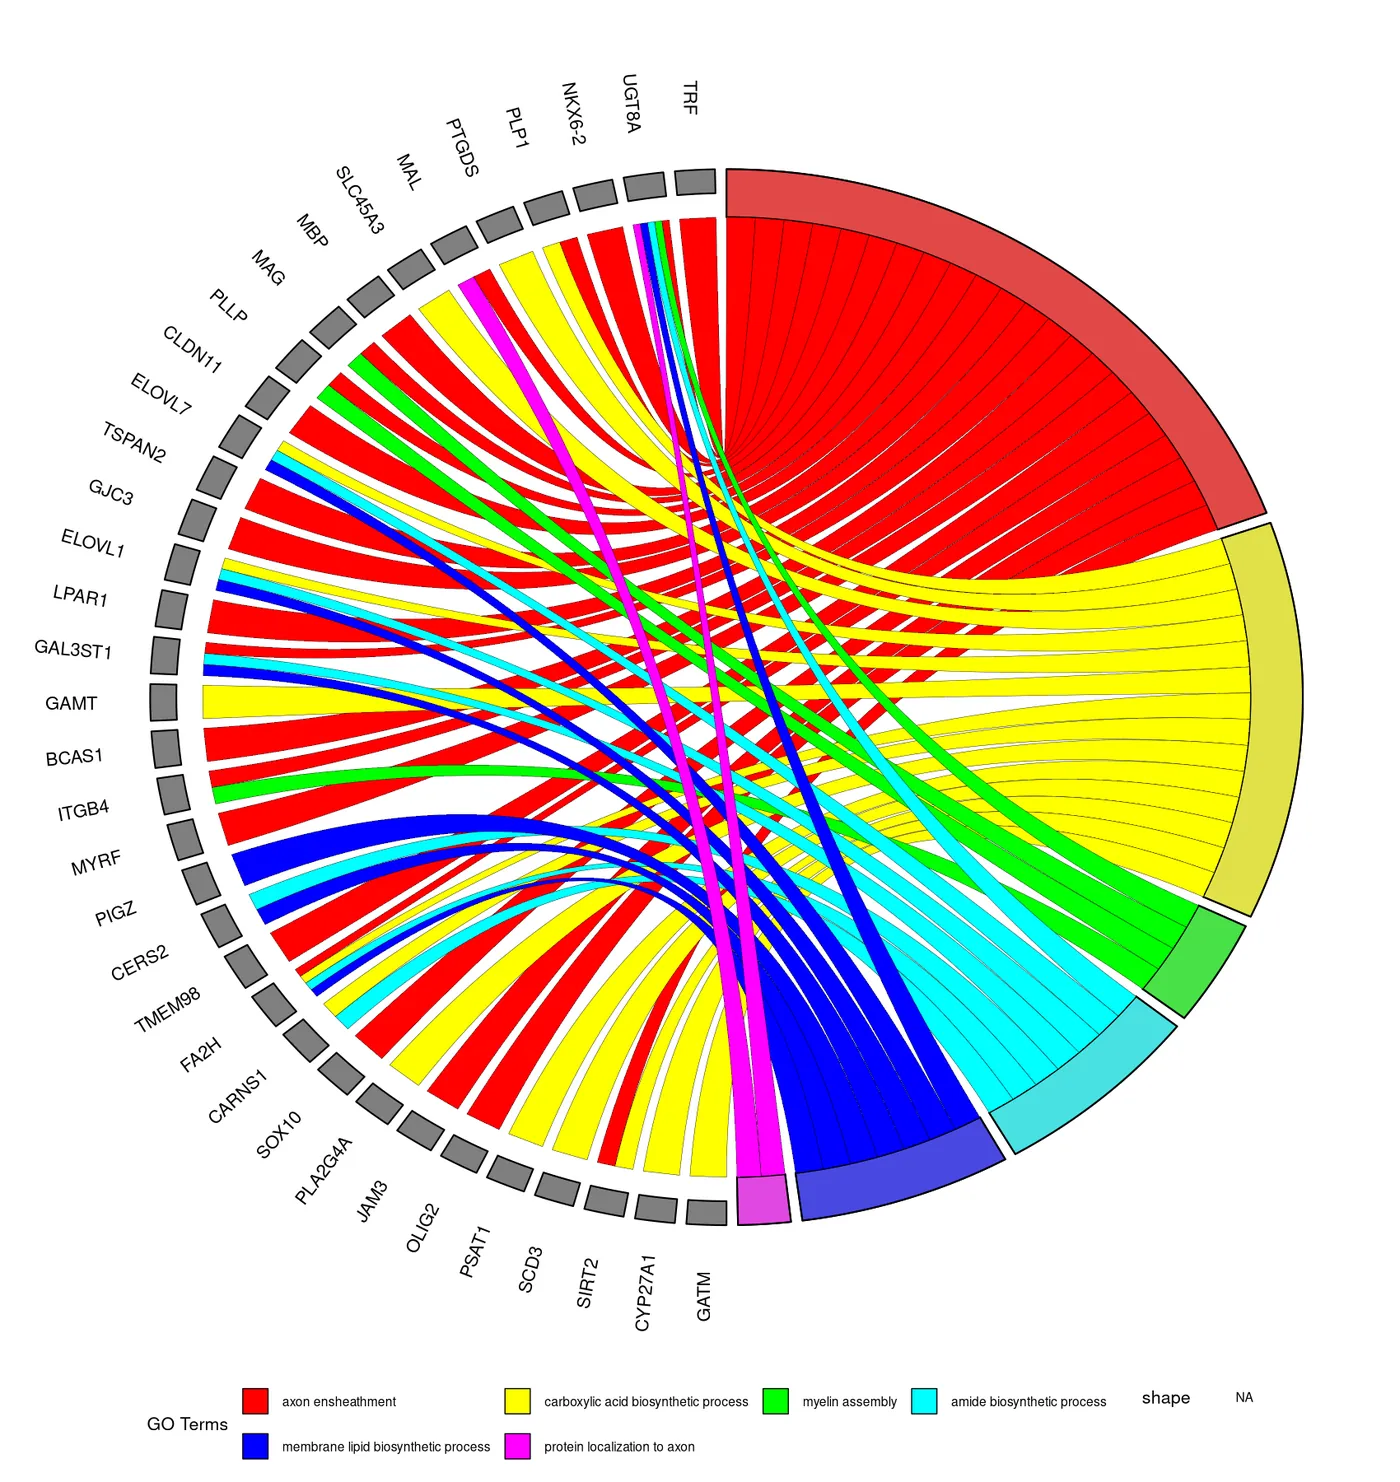 TRF
UGT8A
NKX6-2
PLP1
PTGDS
MAL
SLC45A3
MBP
MAG
PLLP
CLDN11
ELOVL7
TSPAN2
GJC3
ELOVL1
LPAR1
GAL3ST1
GAMT
BCAS1
ITGB4
MYRF
PIGZ
CERS2
TMEM98
FA2H
CARNS1
SOX10
PLA2G4A
JAM3
OLIG2
PSAT1
SCD3
SIRT2
CYP27A1
GATM
GO Terms
axon ensheathment
carboxylic acid biosynthetic process
myelin assembly
amide biosynthetic process
membrane lipid biosynthetic process
protein localization to axon
shape
NA